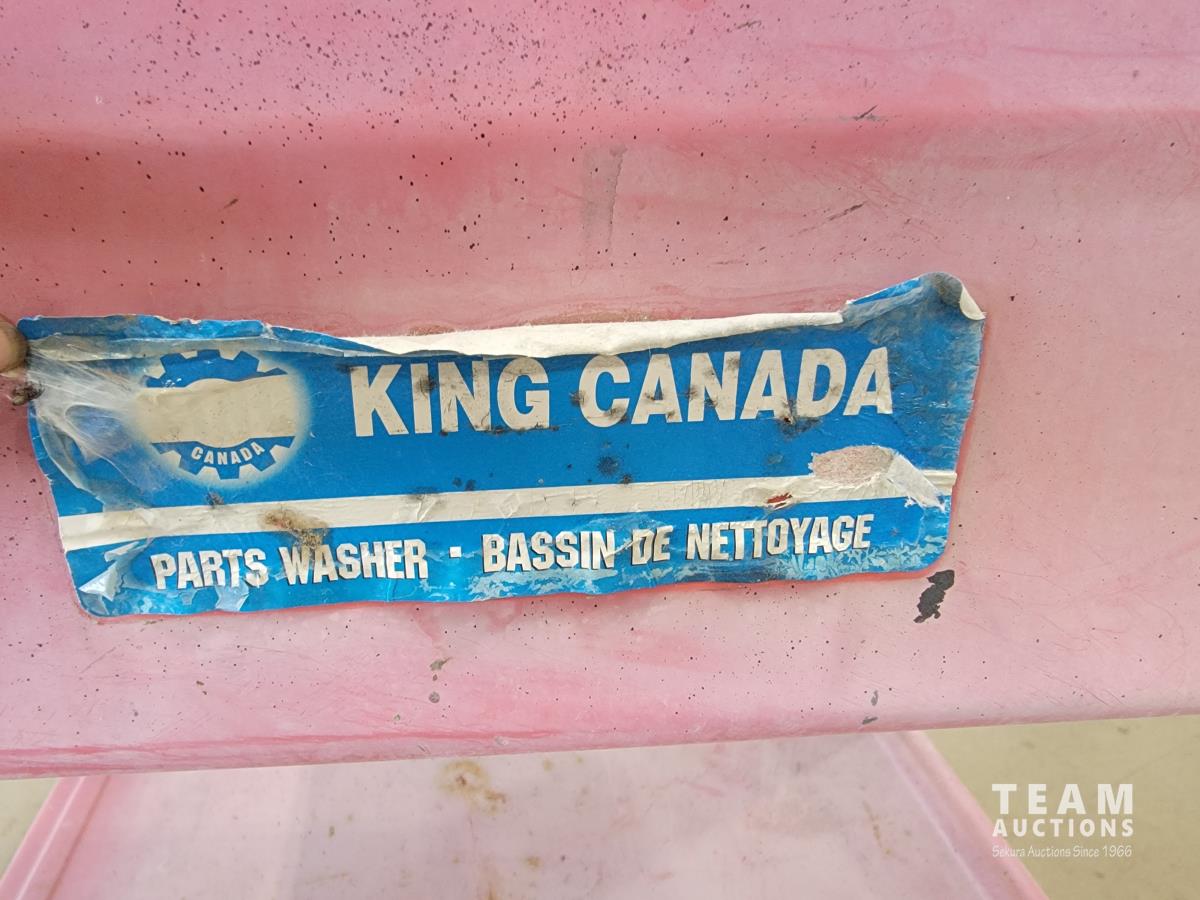 KING CANADA
CANADA
PARTS WASHER · BASSIN DE NETTOYAGE
TEAM
AUCTIONS
Sekura Auctions Since 1966